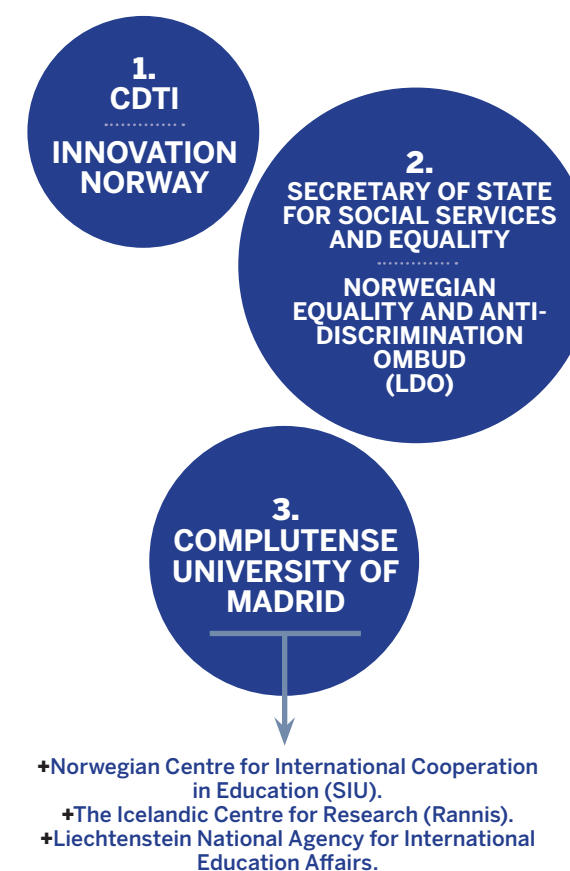 1.
CDTI
INNOVATION
NORWAY
2.
SECRETARY OF STATE
FOR SOCIAL SERVICES
AND EQUALITY
NORWEGIAN
EQUALITY AND ANTI-
DISCRIMINATION
OMBUD
(LDO)
3.
COMPLUTENSE
UNIVERSITY OF
MADRID
+Norwegian Centre for International Cooperation
in Education (SIU).
+The Icelandic Centre for Research (Rannis).
+Liechtenstein National Agency for International
Education Affairs.